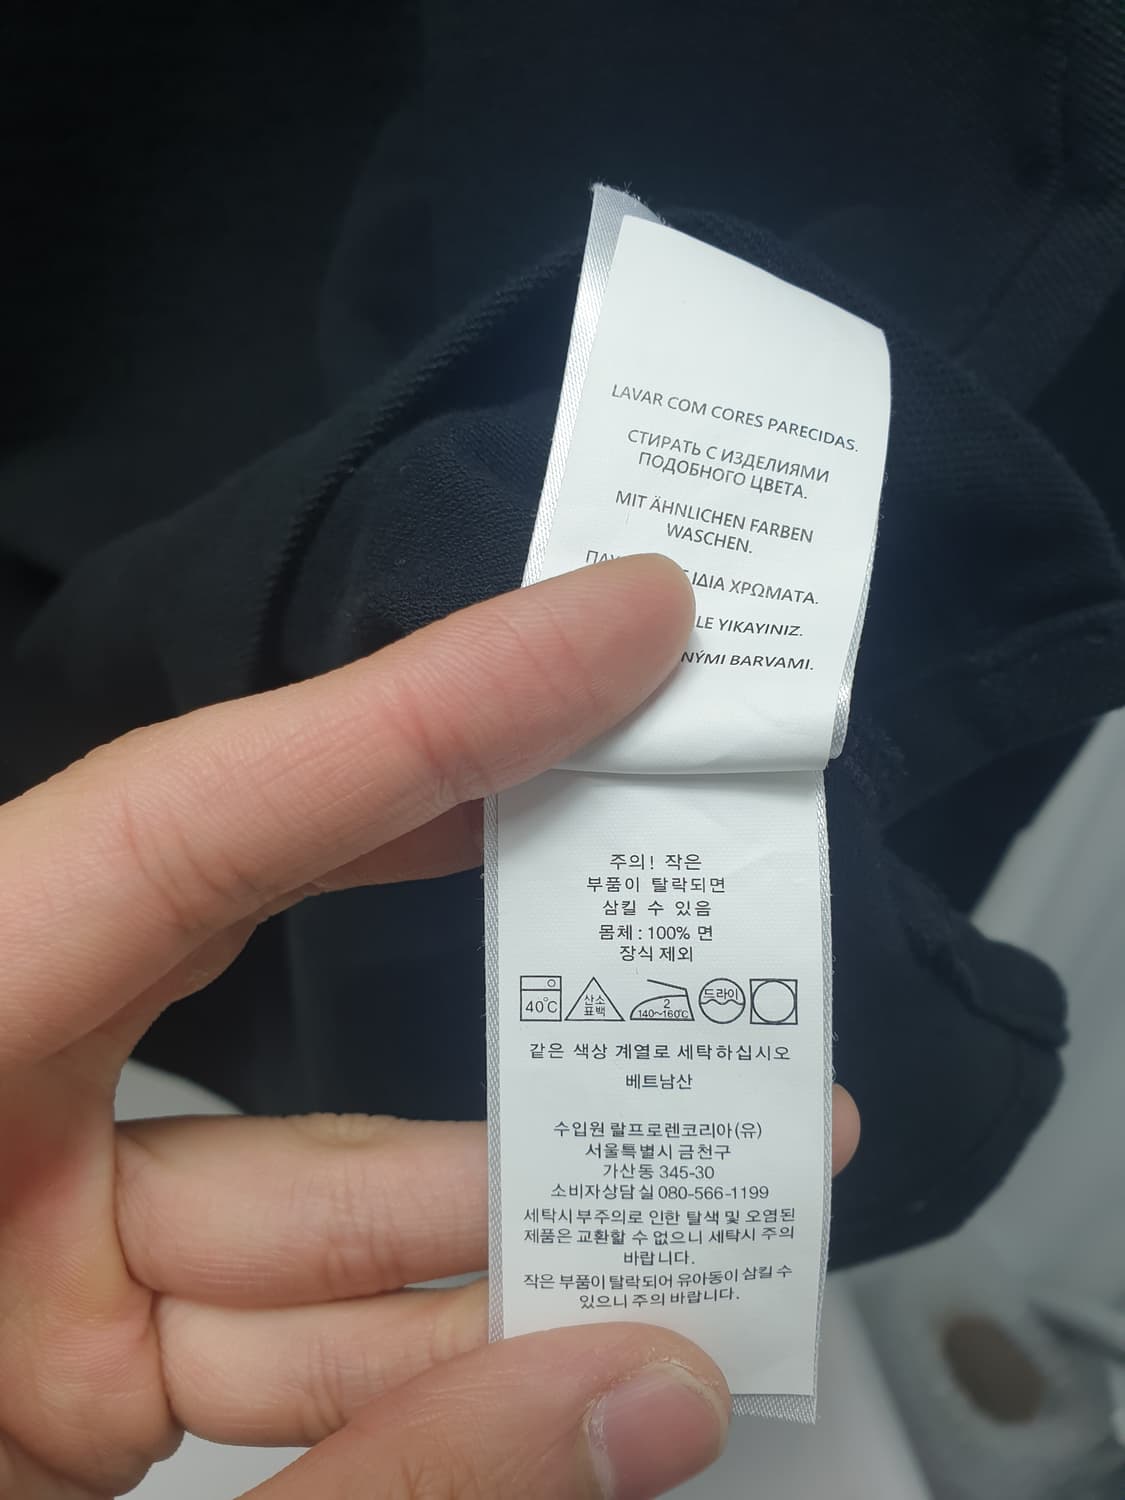 LAVAR COM CORES PARECIDAS.
СТИРАТЬ С ИЗДЕЛИЯМИ
ПОДОБНОГО ЦВЕТА.
MIT ÄHNLICHEN FARBEN
WASCHEN.
ΙΔΙΑ ΧΡΩΜΑΤΑ.
YIKAYINIZ.
BARVAMI.
주의! 작은
부품이 탈락되면
삼킬 수 있음
몸체 : 100% 면
장식 제외
40℃ 산소 표백 2 140~160℃ 드라이
같은 색상 계열로 세탁하십시오
베트남산
수입원 랄프로렌코리아(유)
서울특별시 금천구
가산동 345-30
소비자상담실 080-566-1199
세탁시부주의로 인한 탈색 및 오염된
제품은 교환할 수 없으니 세탁시 주의
바랍니다.
작은 부품이 탈락되어 유아동이 삼킬 수
있으니 주의 바랍니다.